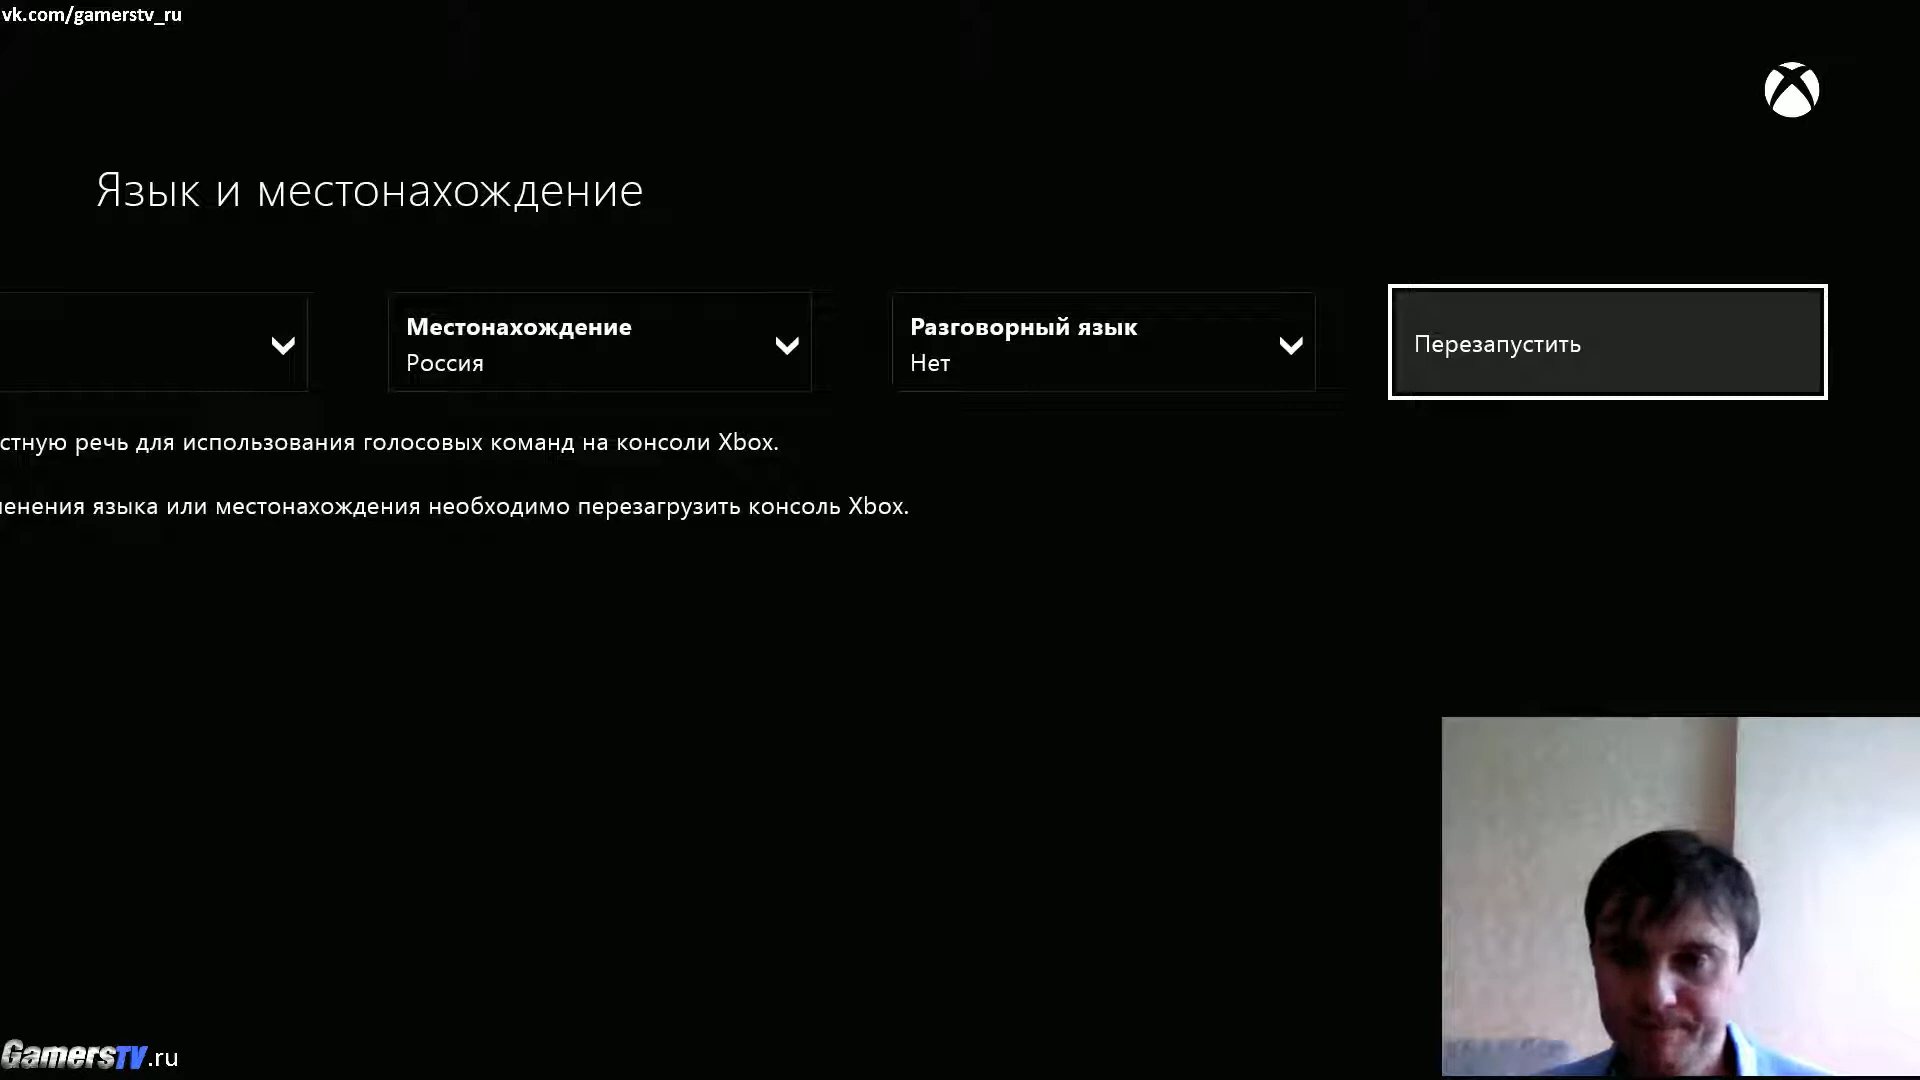 vk.com/gamerstv_ru
Язык и местонахождение
Местонахождение
Россия
Разговорный язык
Нет
Перезапустить
стную речь для использования голосовых команд на консоли Xbox.
енения языка или местонахождения необходимо перезагрузить консоль Xbox.
GamersTV.ru